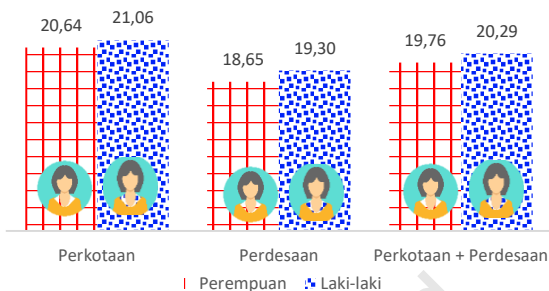 20,64 21,06
18,65 19,30
19,76 20,29
Perkotaan Perdesaan Perkotaan + Perdesaan
Perempuan Laki-laki